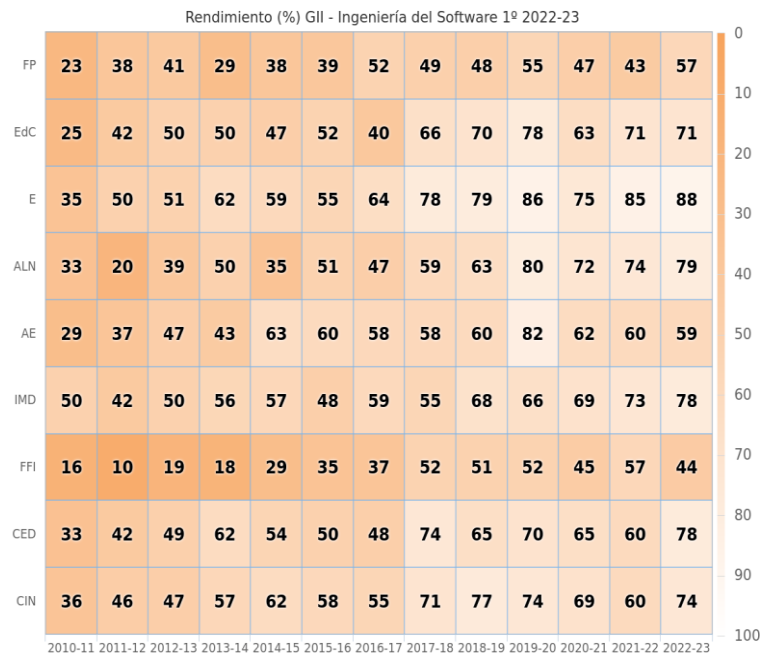 Rendimiento (%) GII - Ingeniería del Software 1º 2022-23
FP 23 38 41 29 38 39 52 49 48 55 47 43 57
EdC 25 42 50 50 47 52 40 66 70 78 63 71 71
E 35 50 51 62 59 55 64 78 79 86 75 85 88
ALN 33 20 39 50 35 51 47 59 63 80 72 74 79
AE 29 37 47 43 63 60 58 58 60 82 62 60 59
IMD 50 42 50 56 57 48 59 55 68 66 69 73 78
FFI 16 10 19 18 29 35 37 52 51 52 45 57 44
CED 33 42 49 62 54 50 48 74 65 70 65 60 78
CIN 36 46 47 57 62 58 55 71 77 74 69 60 74
2010-11 2011-12 2012-13 2013-14 2014-15 2015-16 2016-17 2017-18 2018-19 2019-20 2020-21 2021-22 2022-23
0
10
20
30
40
50
60
70
80
90
100